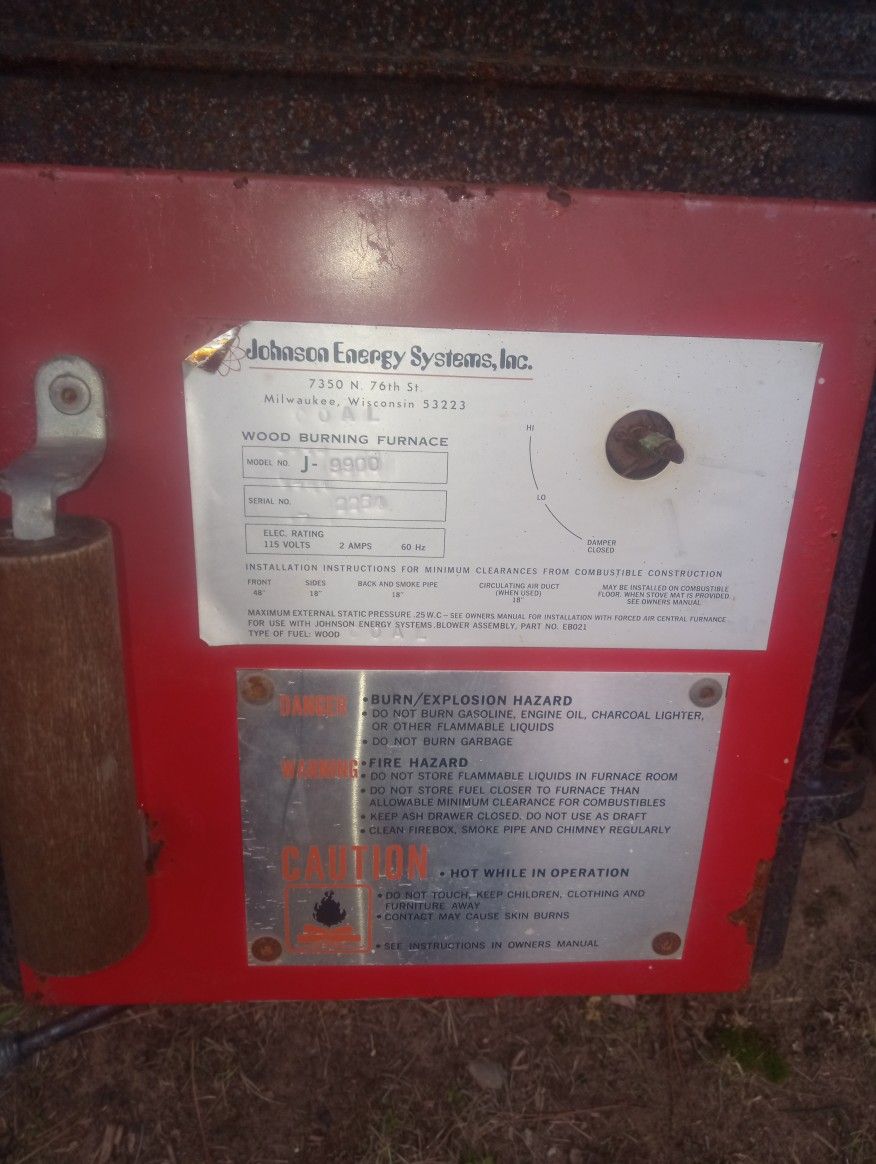 Johnson Energy Systems, Inc.
7350 N. 76th St.
Milwaukee, Wisconsin 53223
COAL
WOOD BURNING FURNACE
MODEL NO. J- 9900
SERIAL NO.
ELEC. RATING
115 VOLTS 2 AMPS 60 Hz
HI
LO
DAMPER
CLOSED
INSTALLATION INSTRUCTIONS FOR MINIMUM CLEARANCES FROM COMBUSTIBLE CONSTRUCTION
FRONT
48"
SIDES
18"
BACK AND SMOKE PIPE
18"
CIRCULATING AIR DUCT
(WHEN USED)
18"
MAY BE INSTALLED ON COMBUSTIBLE
FLOOR. WHEN STOVE MAT IS PROVIDED.
SEE OWNERS MANUAL.
MAXIMUM EXTERNAL STATIC PRESSURE .25 W.C – SEE OWNERS MANUAL FOR INSTALLATION WITH FORCED AIR CENTRAL FURNANCE
FOR USE WITH JOHNSON ENERGY SYSTEMS BLOWER ASSEMBLY, PART NO. EB021
TYPE OF FUEL: WOOD COAL
DANGER • BURN/EXPLOSION HAZARD
• DO NOT BURN GASOLINE, ENGINE OIL, CHARCOAL LIGHTER,
OR OTHER FLAMMABLE LIQUIDS
• DO NOT BURN GARBAGE
WARNING • FIRE HAZARD
• DO NOT STORE FLAMMABLE LIQUIDS IN FURNACE ROOM
• DO NOT STORE FUEL CLOSER TO FURNACE THAN
ALLOWABLE MINIMUM CLEARANCE FOR COMBUSTIBLES
• KEEP ASH DRAWER CLOSED. DO NOT USE AS DRAFT
• CLEAN FIREBOX, SMOKE PIPE AND CHIMNEY REGULARLY
CAUTION • HOT WHILE IN OPERATION
• DO NOT TOUCH, KEEP CHILDREN, CLOTHING AND
FURNITURE AWAY
• CONTACT MAY CAUSE SKIN BURNS
• SEE INSTRUCTIONS IN OWNERS MANUAL